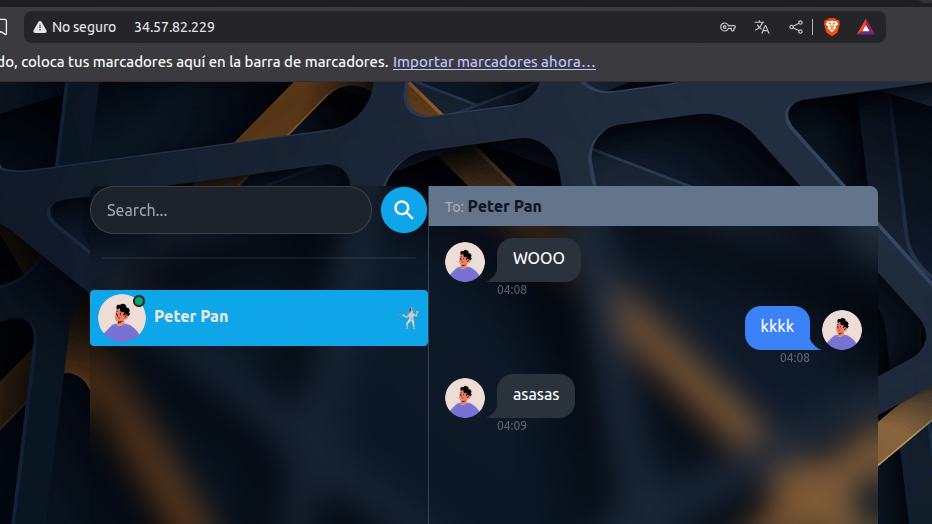 No seguro 34.57.82.229
do, coloca tus marcadores aquí en la barra de marcadores. Importar marcadores ahora...
Search...
To: Peter Pan
Peter Pan
WOOO
04:08
kkkk
04:08
asasas
04:09